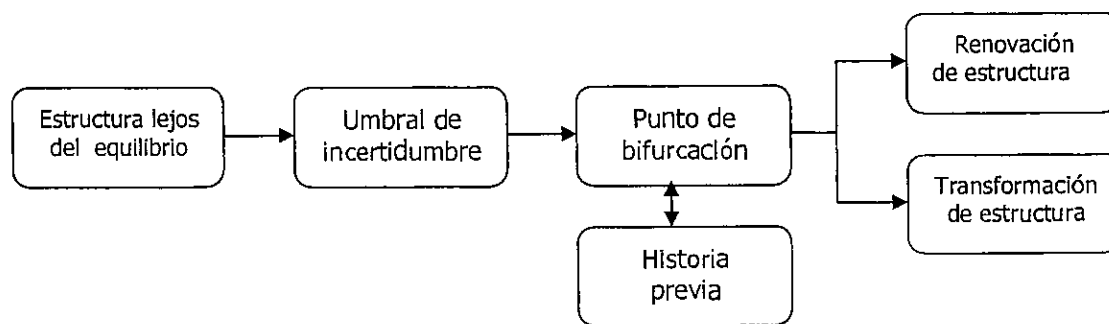 Estructura lejos
del equilibrio
Umbral de
incertidumbre
Punto de
bifurcación
Historia
previa
Renovación
de estructura
Transformación
de estructura